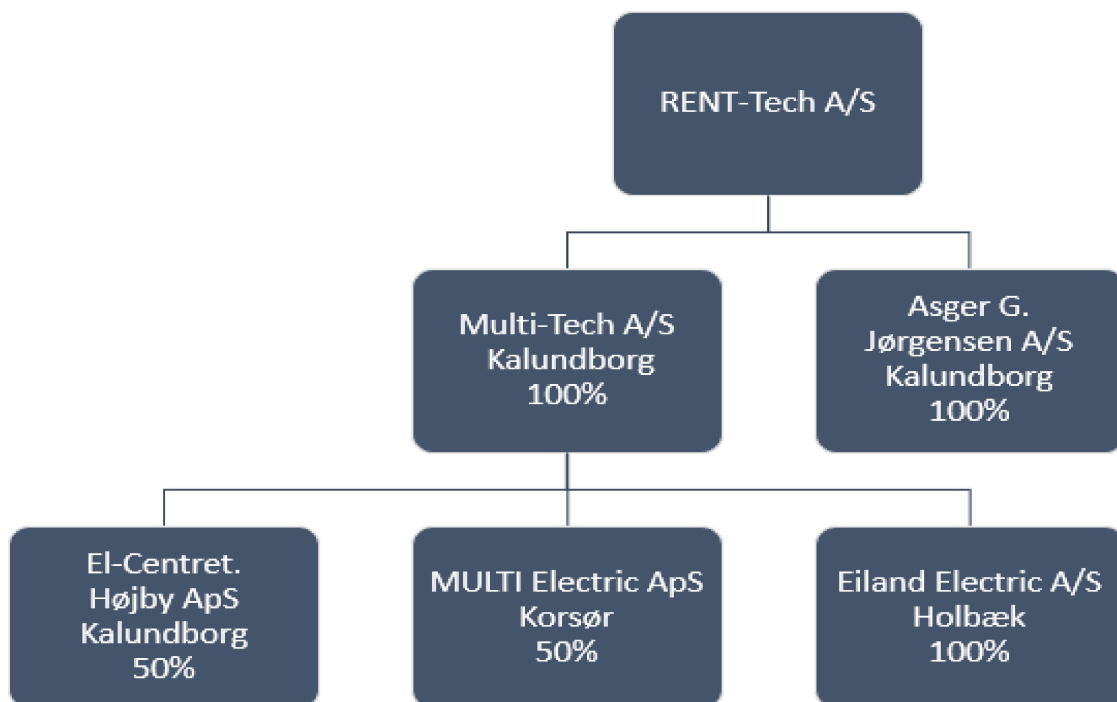 RENT-Tech A/S
Multi-Tech A/S
Kalundborg
100%
Asger G.
Jørgensen A/S
Kalundborg
100%
El-Centret.
Højby ApS
Kalundborg
50%
MULTI Electric ApS
Korsør
50%
Eiland Electric A/S
Holbæk
100%